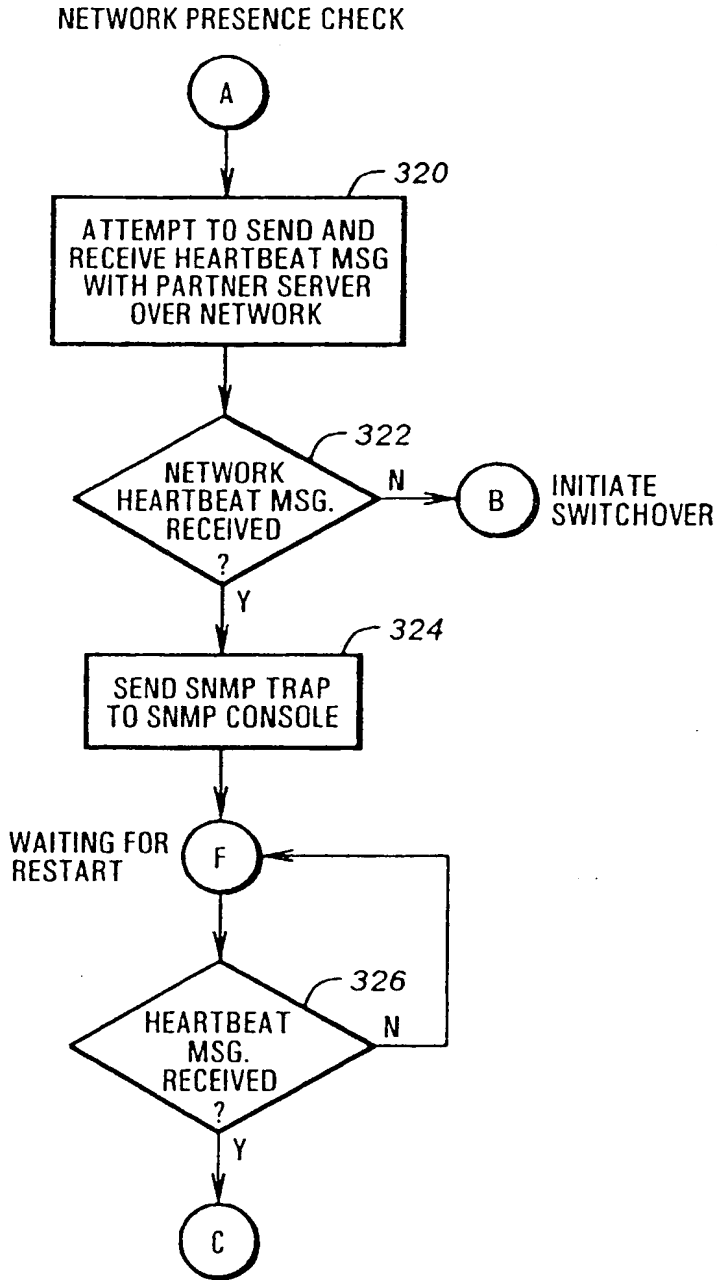 NETWORK PRESENCE CHECK
A
320
ATTEMPT TO SEND AND
RECEIVE HEARTBEAT MSG
WITH PARTNER SERVER
OVER NETWORK
322
NETWORK
HEARTBEAT MSG.
RECEIVED
?
N
B
INITIATE
SWITCHOVER
Y
324
SEND SNMP TRAP
TO SNMP CONSOLE
WAITING FOR
RESTART
F
326
HEARTBEAT
MSG.
RECEIVED
?
N
Y
C